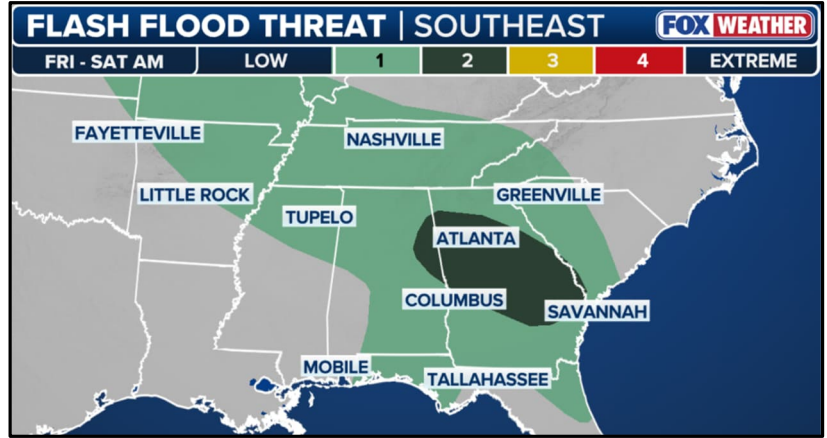 FLASH FLOOD THREAT | SOUTHEAST
FOX WEATHER
FRI - SAT AM LOW 1 2 3 4 EXTREME
FAYETTEVILLE
NASHVILLE
LITTLE ROCK
GREENVILLE
TUPELO
ATLANTA
COLUMBUS
SAVANNAH
MOBILE
TALLAHASSEE